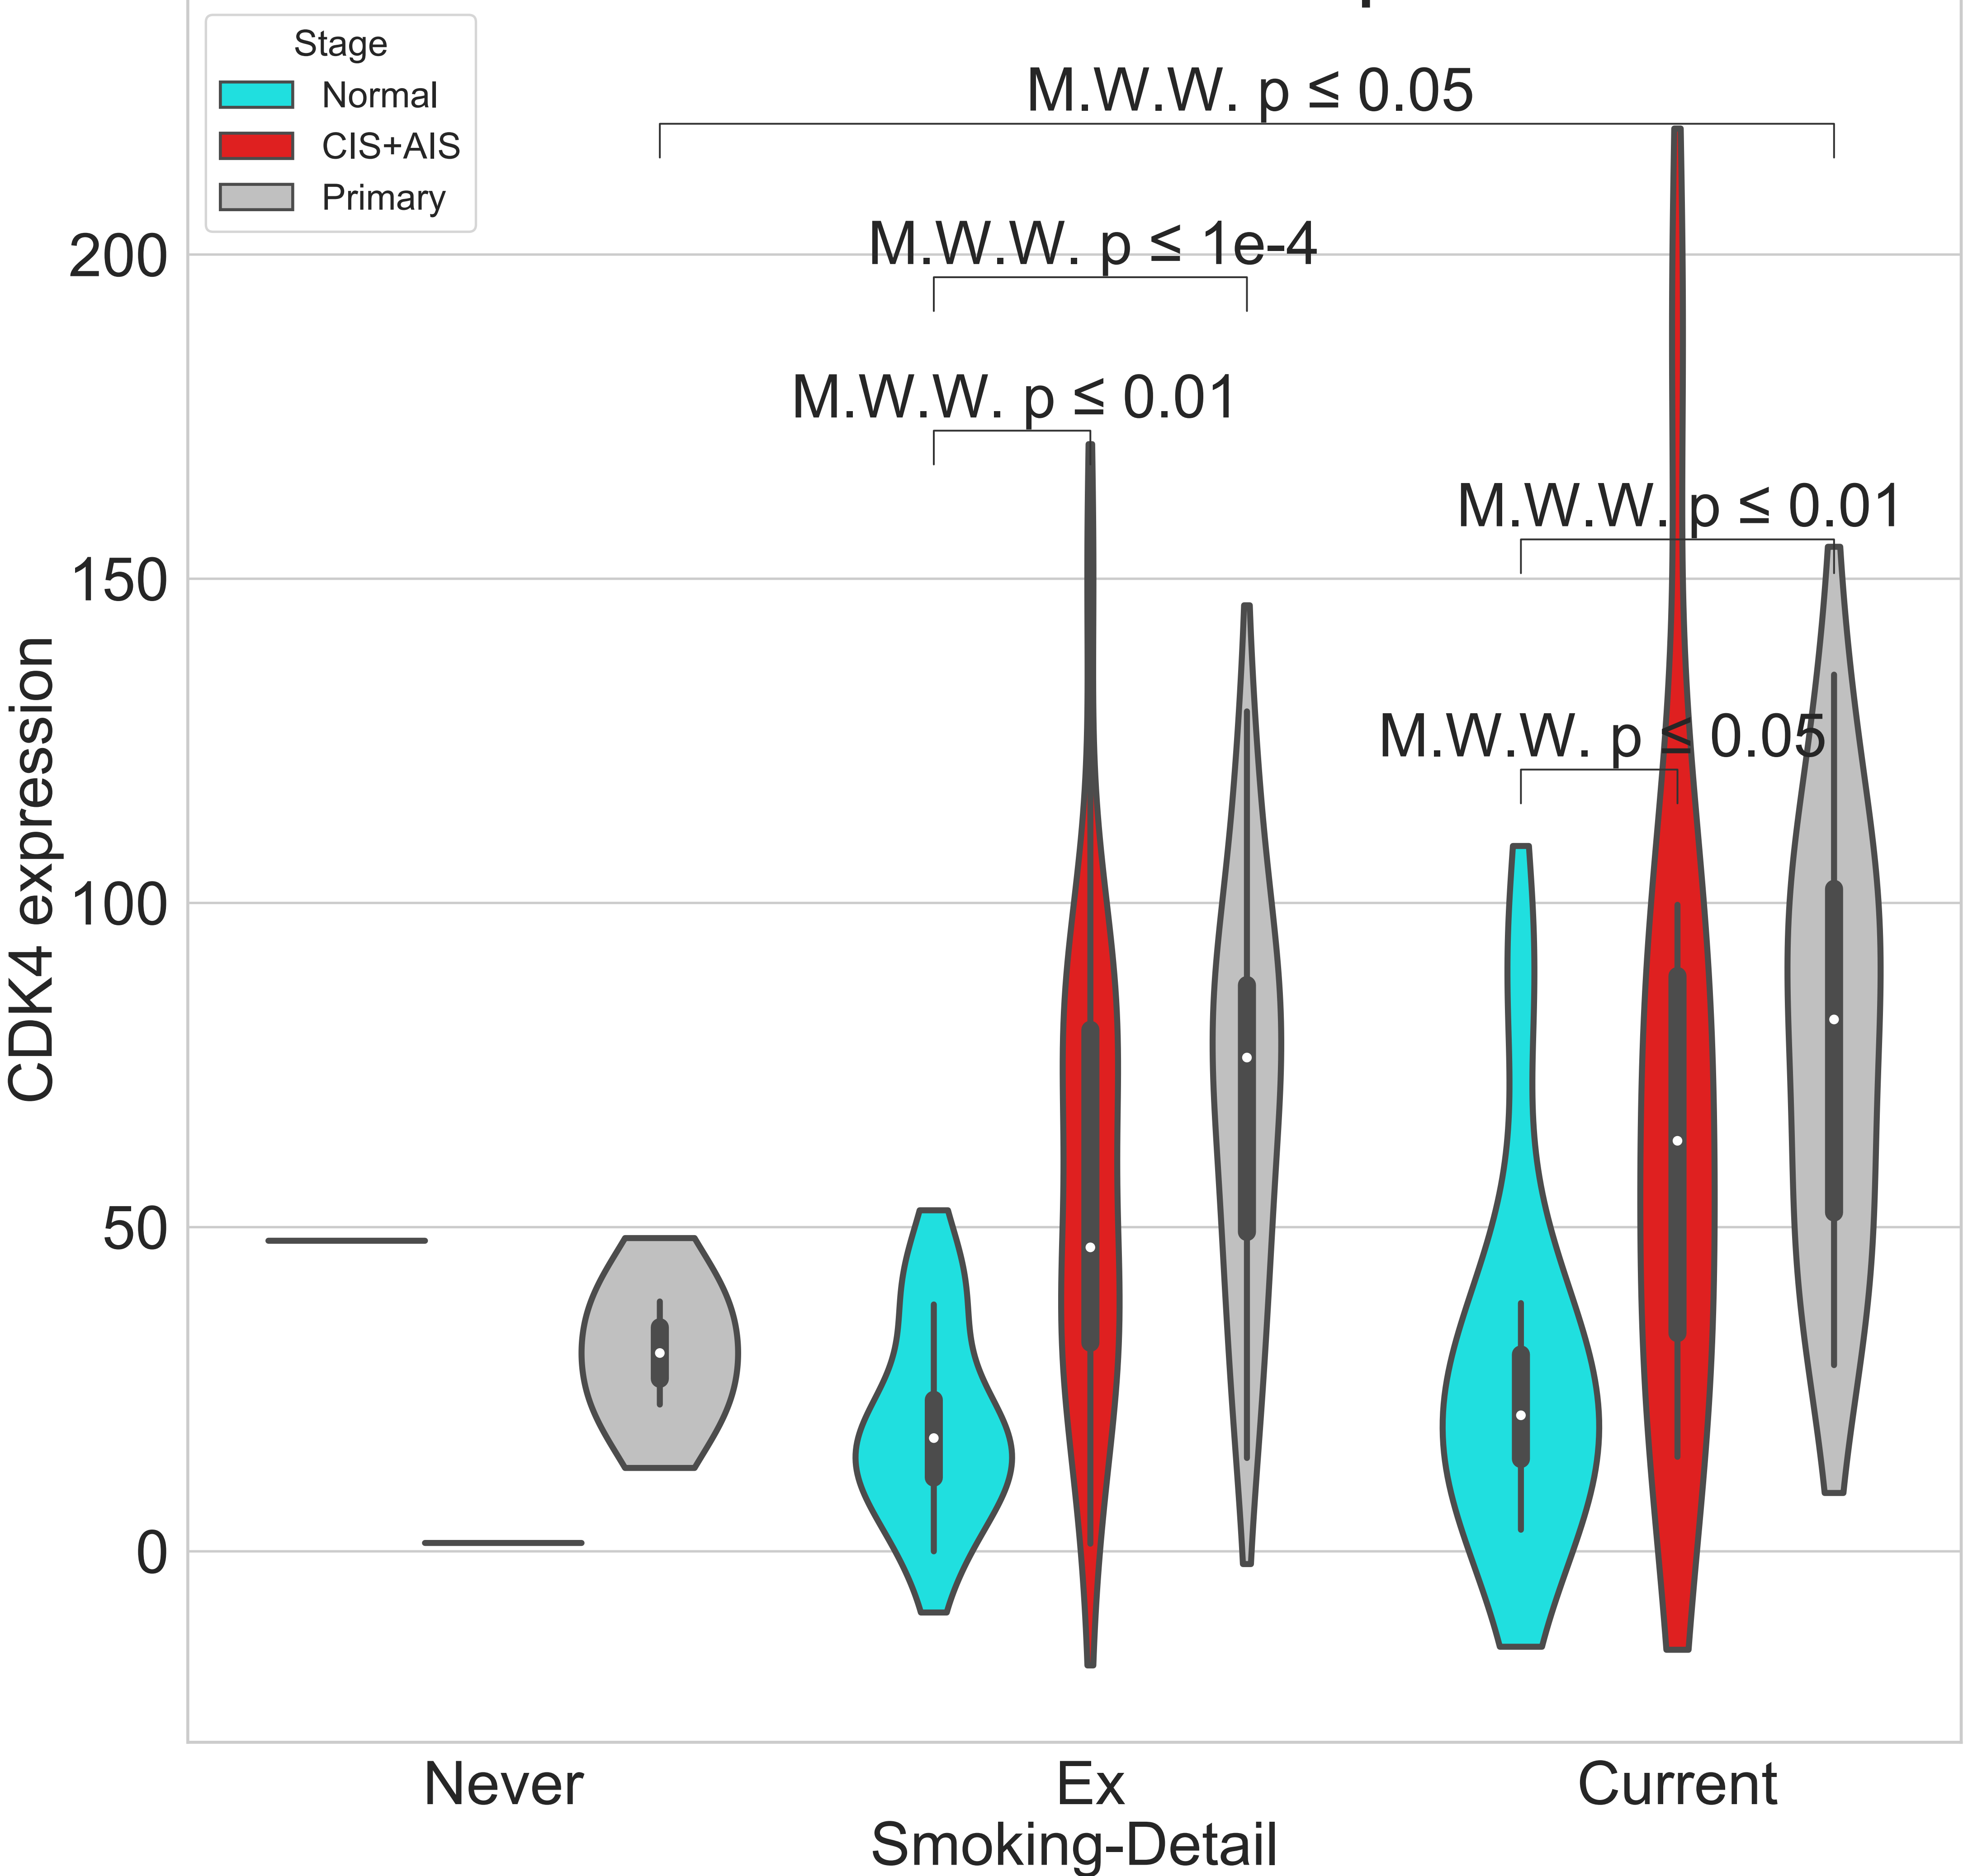 Stage
Normal
CIS+AIS
Primary
M.W.W. p ≤ 0.05
M.W.W. p ≤ 1e-4
M.W.W. p ≤ 0.01
M.W.W. p ≤ 0.01
M.W.W. p ≤ 0.05
200
150
100
50
0
CDK4 expression
Never
Ex
Current
Smoking-Detail